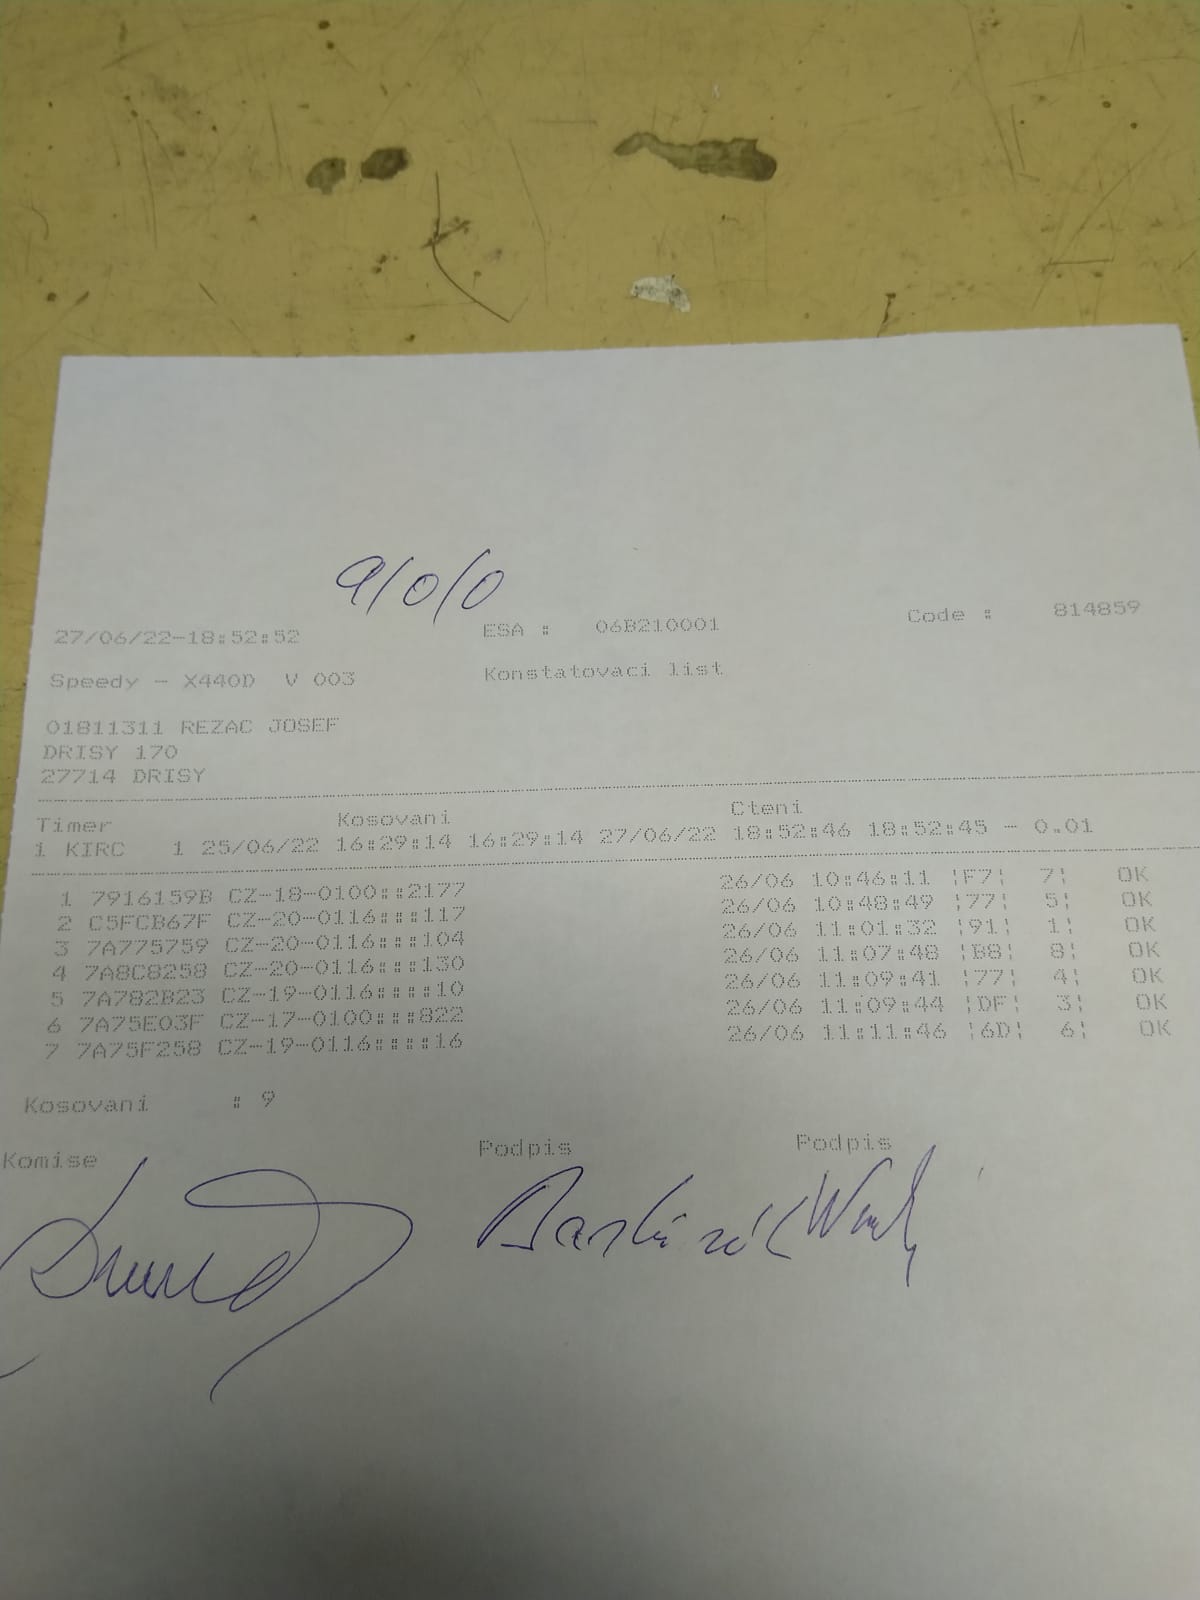 9/0/0
27/06/22-18:52:52 ESA : 06B210001 Code : 814859
Speedy - X440D V 003 Konstatovaci list
01811311 REZAC JOSEF
DRISY 170
27714 DRISY
Timer Kosovani Cteni
1 KIRC 1 25/06/22 16:29:14 16:29:14 27/06/22 18:52:46 18:52:45 - 0.01
1 7916159B CZ-18-0100::2177 26/06 10:46:11 ¦F7¦ 7¦ OK
2 C5FCB67F CZ-20-0116:::117 26/06 10:48:49 ¦77¦ 5¦ OK
3 7A775759 CZ-20-0116:::104 26/06 11:01:32 ¦91¦ 1¦ OK
4 7A8C8258 CZ-20-0116:::130 26/06 11:07:48 ¦B8¦ 8¦ OK
5 7A782B23 CZ-19-0116::::10 26/06 11:09:41 ¦77¦ 4¦ OK
6 7A75E03F CZ-17-0100:::822 26/06 11:09:44 ¦DF¦ 3¦ OK
7 7A75F258 CZ-19-0116::::16 26/06 11:11:46 ¦6D¦ 6¦ OK
Kosovani : 9
Komise Podpis Podpis